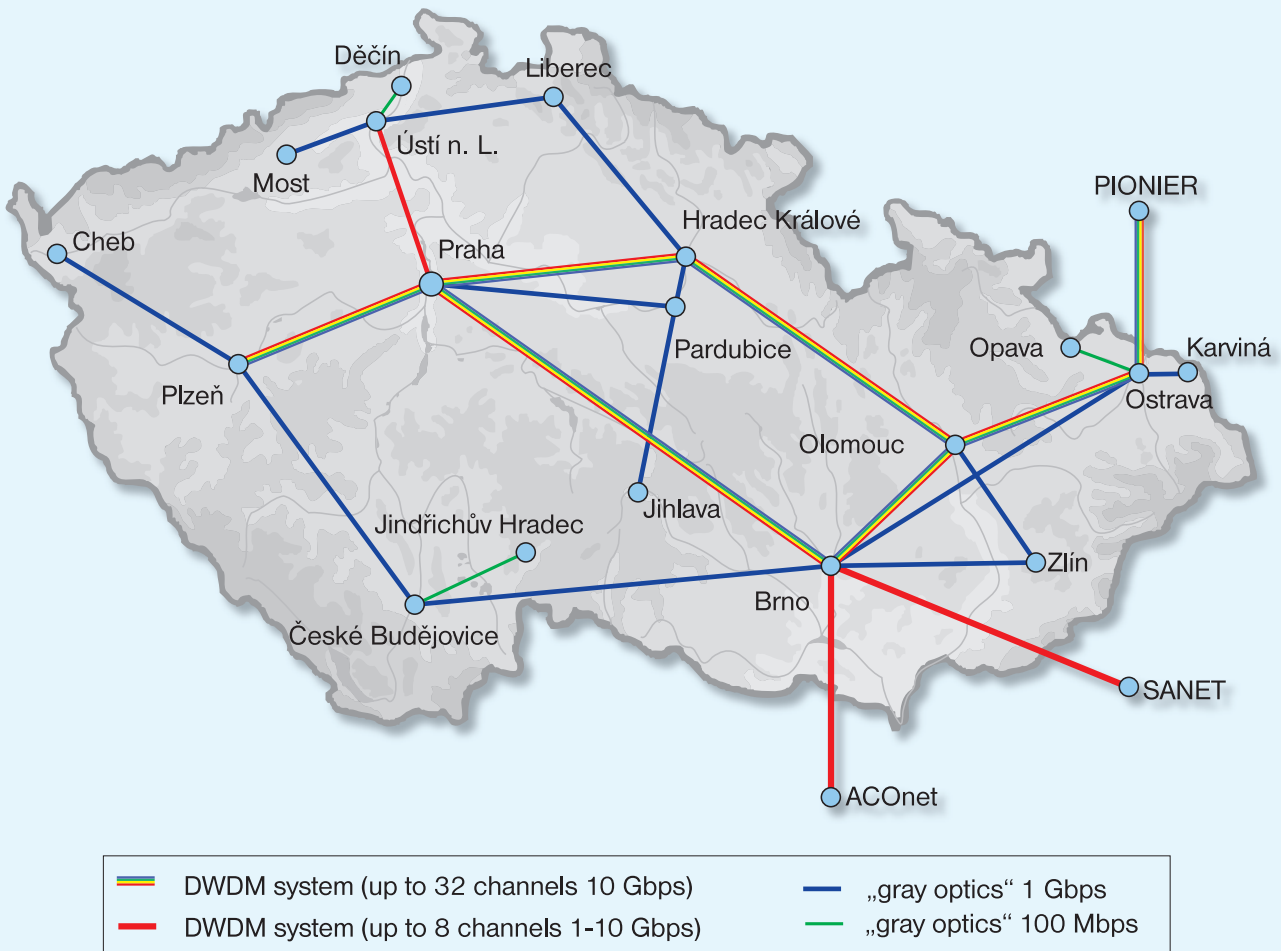 Děčín
Liberec
Ústí n. L.
Most
PIONIER
Hradec Králové
Cheb
Praha
Pardubice
Opava
Karviná
Plzeň
Ostrava
Olomouc
Jihlava
Jindřichův Hradec
Zlín
Brno
České Budějovice
SANET
ACOnet
DWDM system (up to 32 channels 10 Gbps)
„gray optics“ 1 Gbps
DWDM system (up to 8 channels 1-10 Gbps)
„gray optics“ 100 Mbps